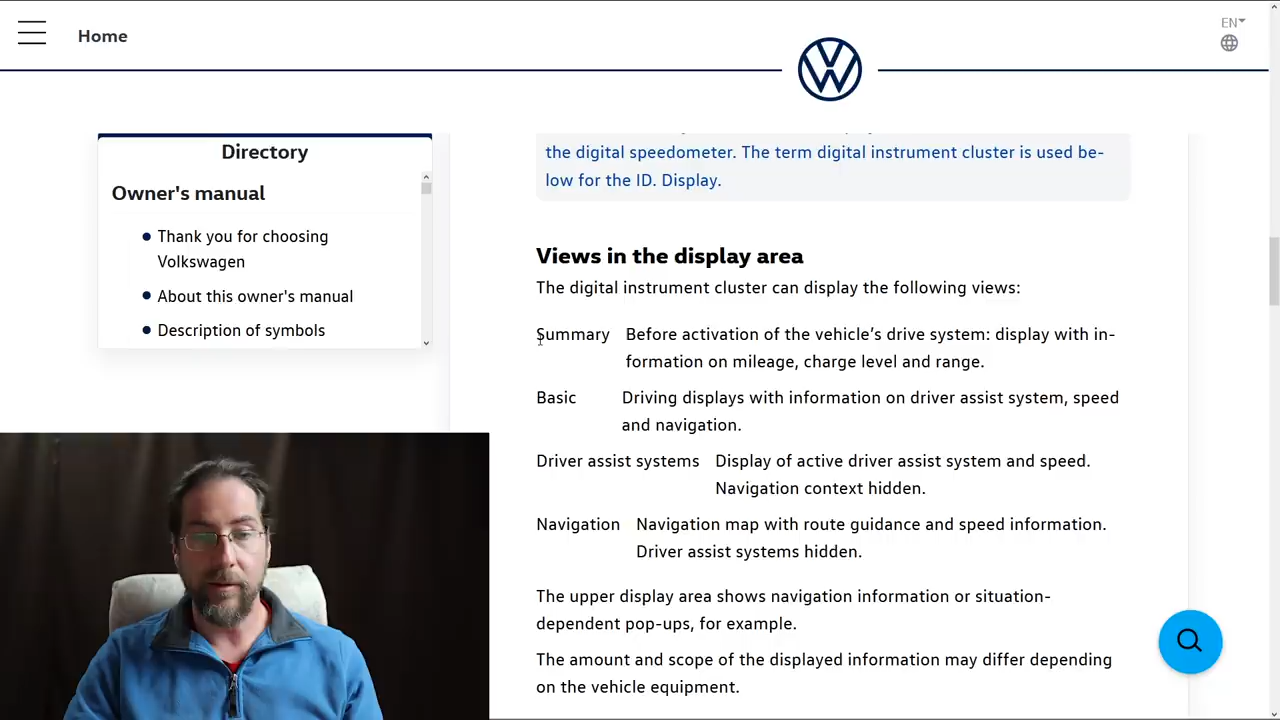 Home
EN
Directory
Owner's manual
Thank you for choosing
Volkswagen
About this owner's manual
Description of symbols
the digital speedometer. The term digital instrument cluster is used be-
low for the ID. Display.
Views in the display area
The digital instrument cluster can display the following views:
Summary Before activation of the vehicle’s drive system: display with in-
formation on mileage, charge level and range.
Basic Driving displays with information on driver assist system, speed
and navigation.
Driver assist systems Display of active driver assist system and speed.
Navigation context hidden.
Navigation Navigation map with route guidance and speed information.
Driver assist systems hidden.
The upper display area shows navigation information or situation-
dependent pop-ups, for example.
The amount and scope of the displayed information may differ depending
on the vehicle equipment.